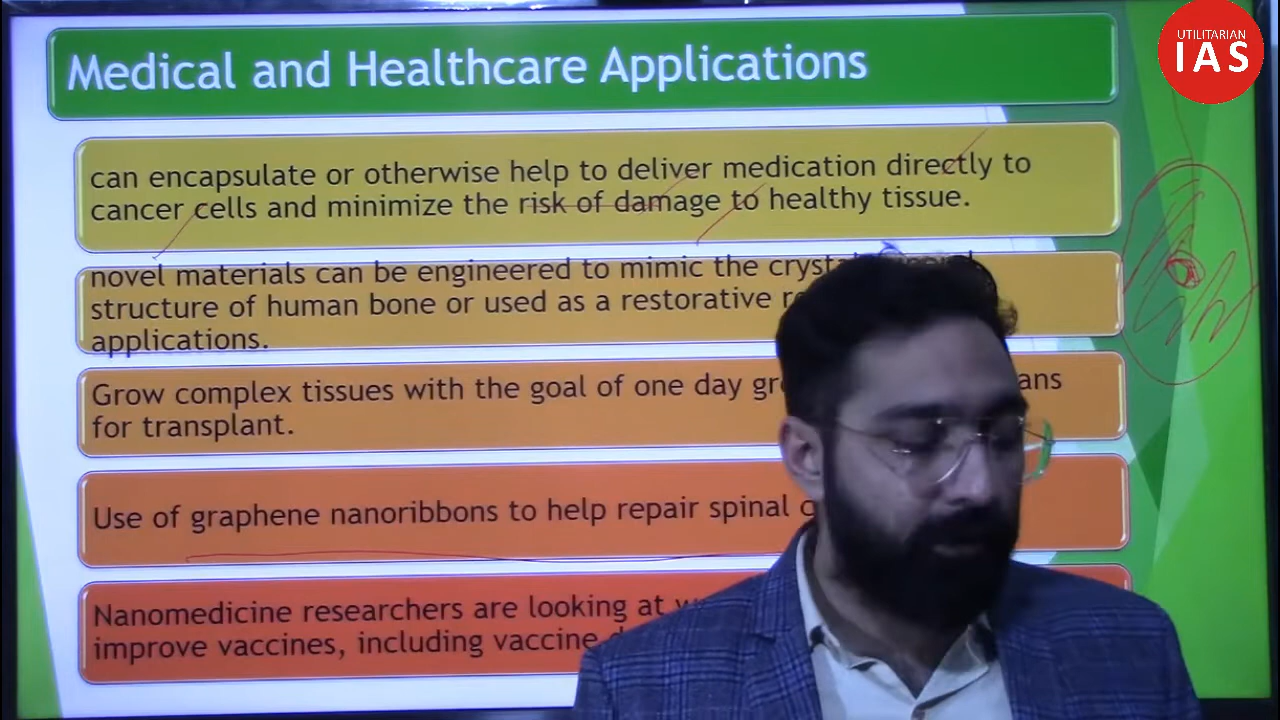 UTILITARIAN
IAS
Medical and Healthcare Applications
can encapsulate or otherwise help to deliver medication directly to
cancer cells and minimize the risk of damage to healthy tissue.
novel materials can be engineered to mimic the
structure of human bone or used as a restorative
applications.
Grow complex tissues with the goal of one day
for transplant.
Use of graphene nanoribbons to help repair spinal
Nanomedicine researchers are looking at
improve vaccines, including vaccine